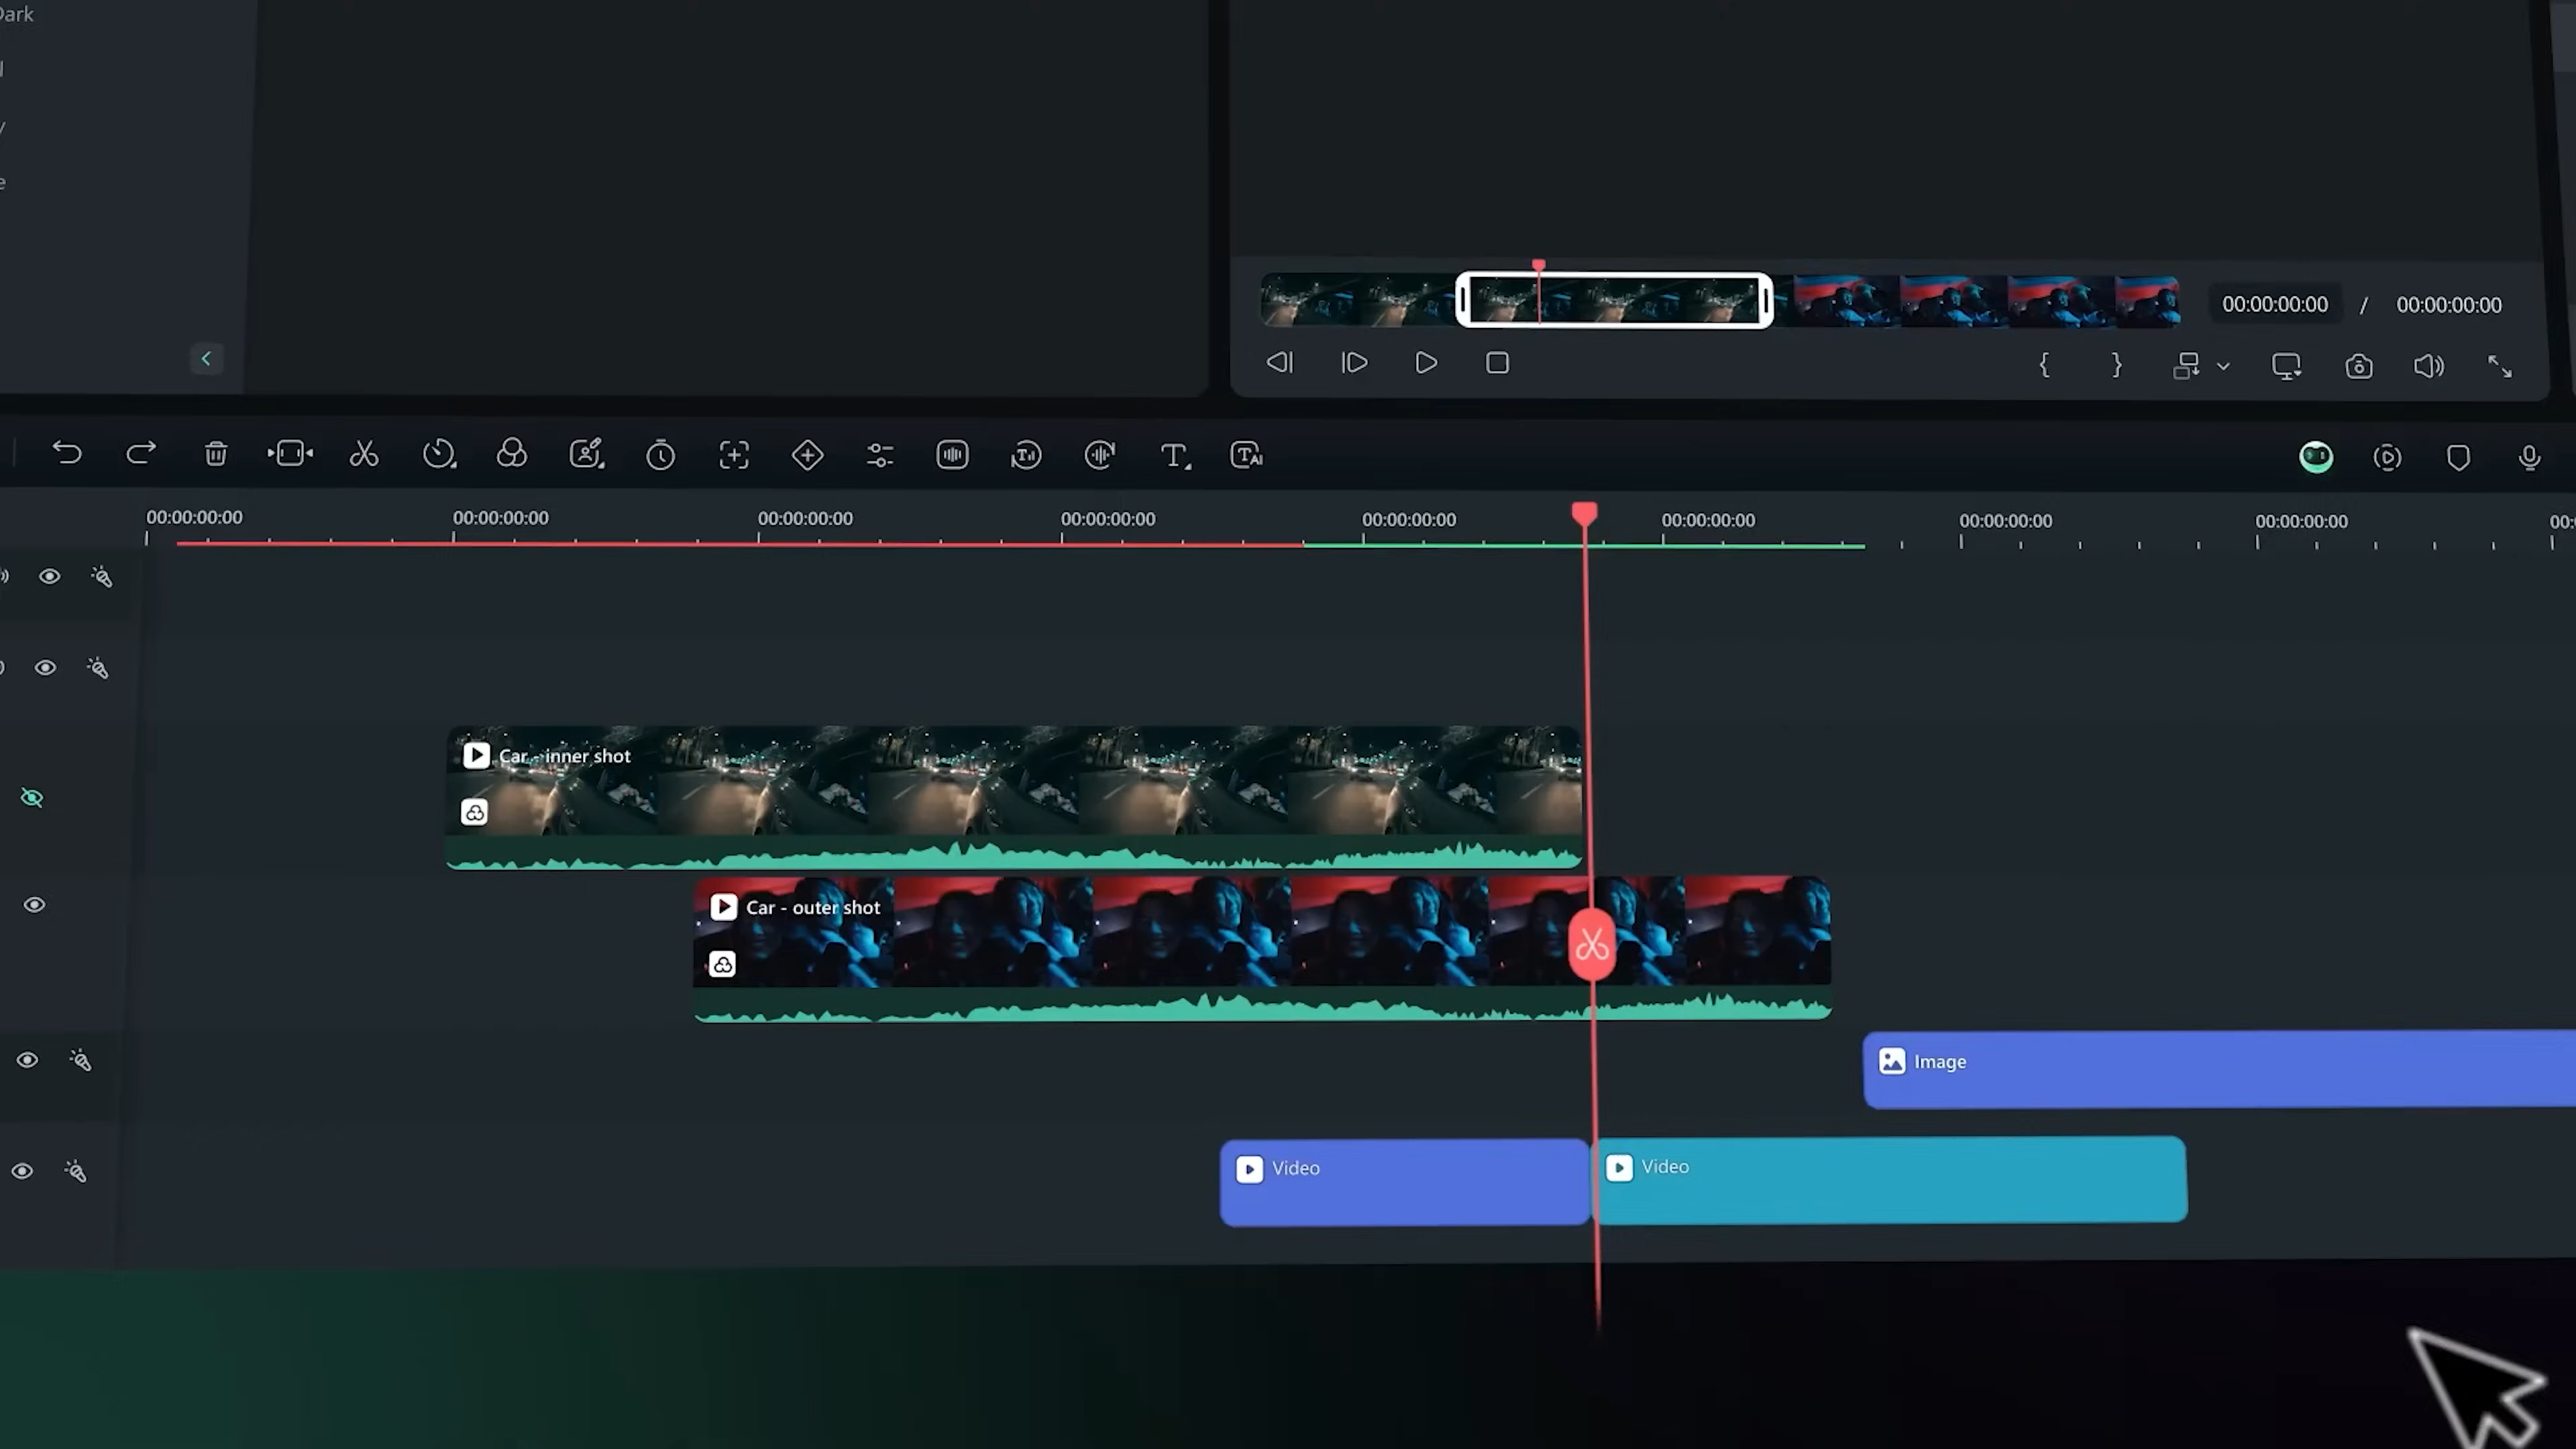 Dark
00:00:00:00 / 00:00:00:00
00:00:00:00 00:00:00:00 00:00:00:00 00:00:00:00 00:00:00:00 00:00:00:00 00:00:00:00 00:00:00:00
Car - inner shot
Car - outer shot
Image
Video Video